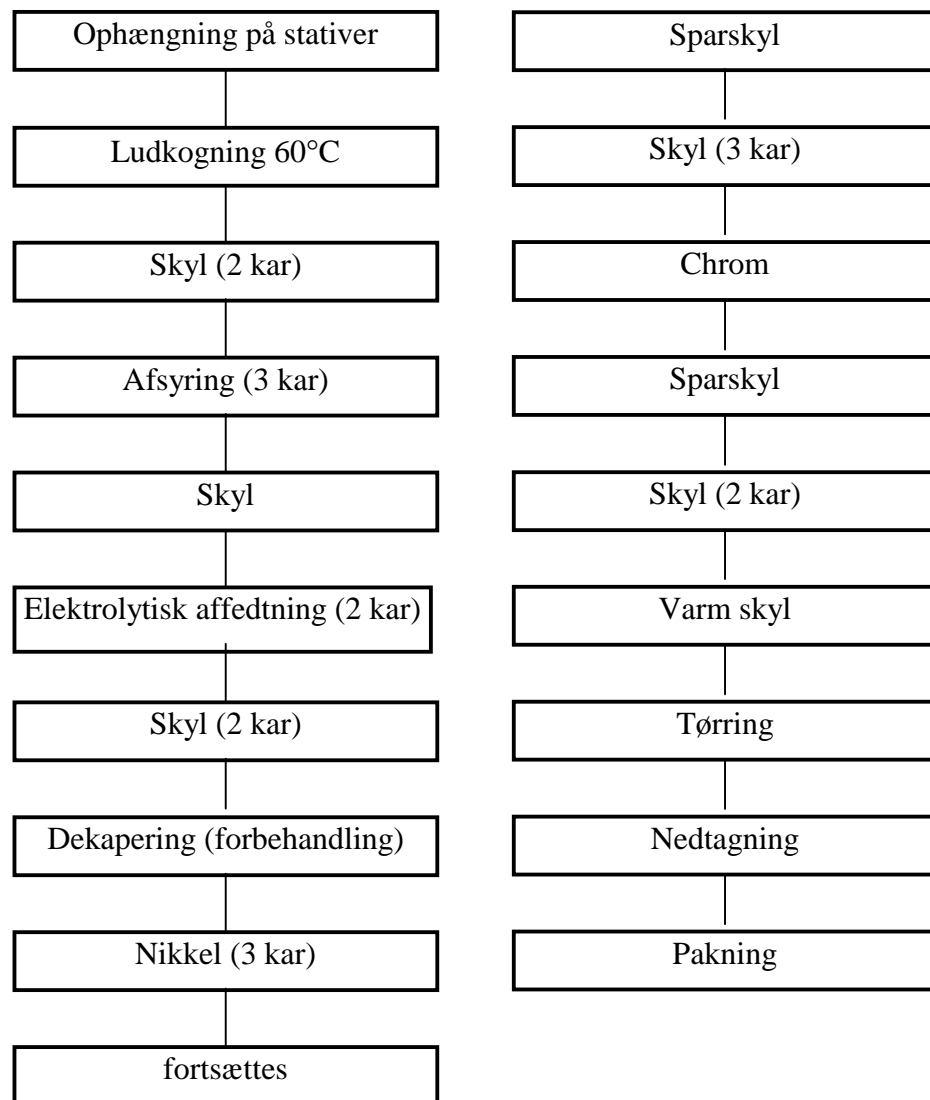 Ophængning på stativer
Ludkogning 60°C
Skyl (2 kar)
Afsyring (3 kar)
Skyl
Elektrolytisk affedtning (2 kar)
Skyl (2 kar)
Dekapering (forbehandling)
Nikkel (3 kar)
fortsættes
Sparskyl
Skyl (3 kar)
Chrom
Sparskyl
Skyl (2 kar)
Varm skyl
Tørring
Nedtagning
Pakning